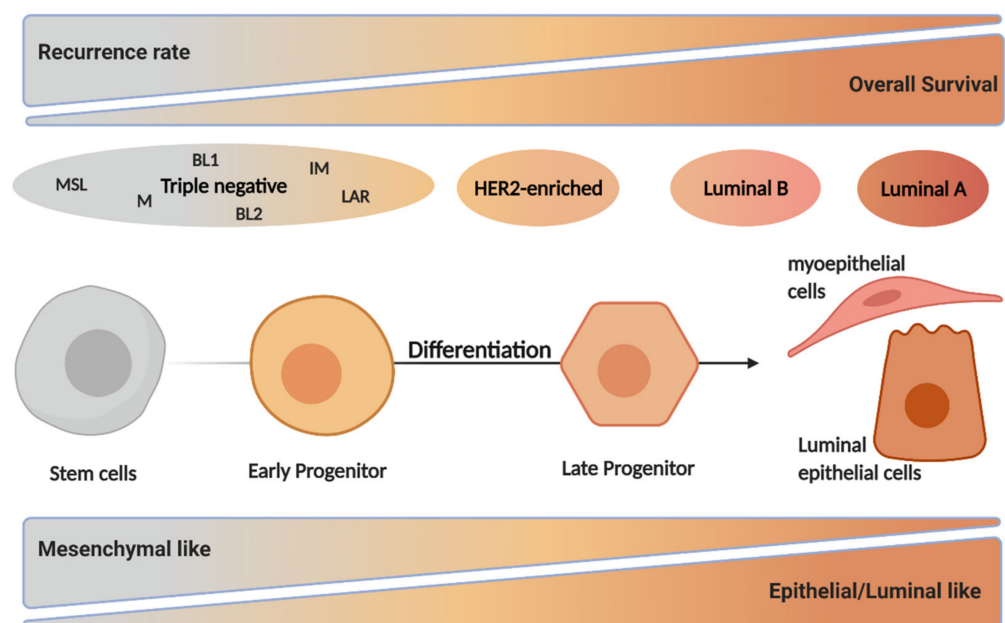 Recurrence rate
Overall Survival
BL1
IM
MSL
Triple negative
HER2-enriched
Luminal B
Luminal A
M
LAR
BL2
myoepithelial
cells
Differentiation
Luminal
epithelial cells
Stem cells
Early Progenitor
Late Progenitor
Mesenchymal like
Epithelial/Luminal like